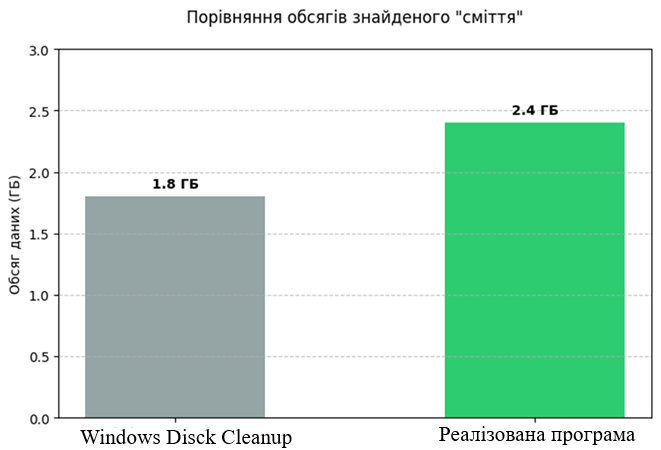 Порівняння обсягів знайденого "сміття"
3.0
2.5
2.0
1.5
1.0
0.5
0.0
Обсяг даних (ГБ)
1.8 ГБ
2.4 ГБ
Windows Disck Cleanup
Реалізована програма